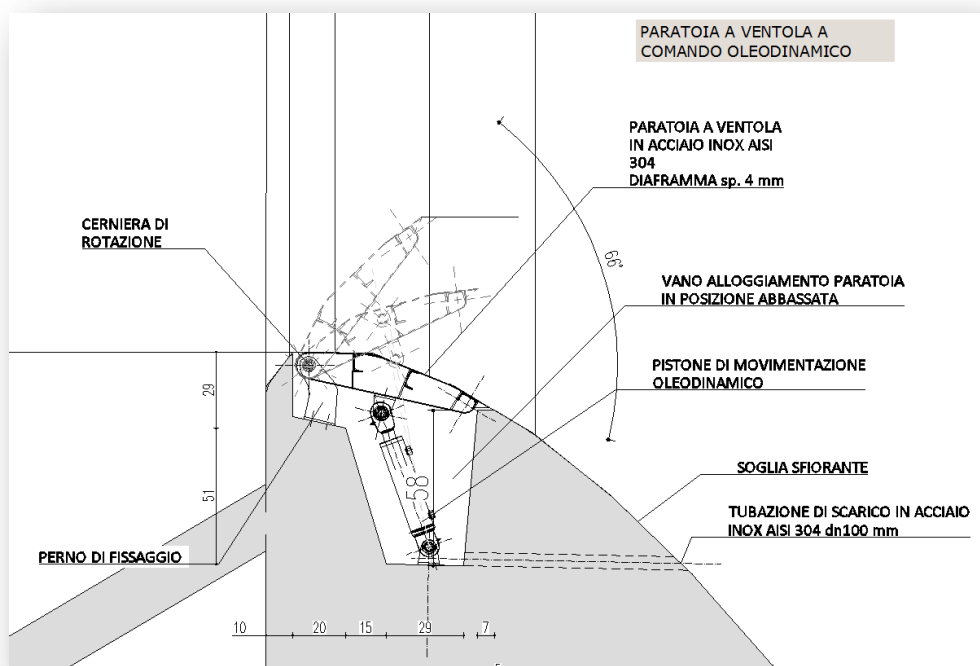 PARATOIA A VENTOLA A
COMANDO OLEODINAMICO
PARATOIA A VENTOLA
IN ACCIAIO INOX AISI
304
DIAFRAMMA sp. 4 mm
CERNIERA DI
ROTAZIONE
66°
VANO ALLOGGIAMENTO PARATOIA
IN POSIZIONE ABBASSATA
PISTONE DI MOVIMENTAZIONE
OLEODINAMICO
29
58
SOGLIA SFIORANTE
51
TUBAZIONE DI SCARICO IN ACCIAIO
INOX AISI 304 dn100 mm
PERNO DI FISSAGGIO
10 20 15 29 7